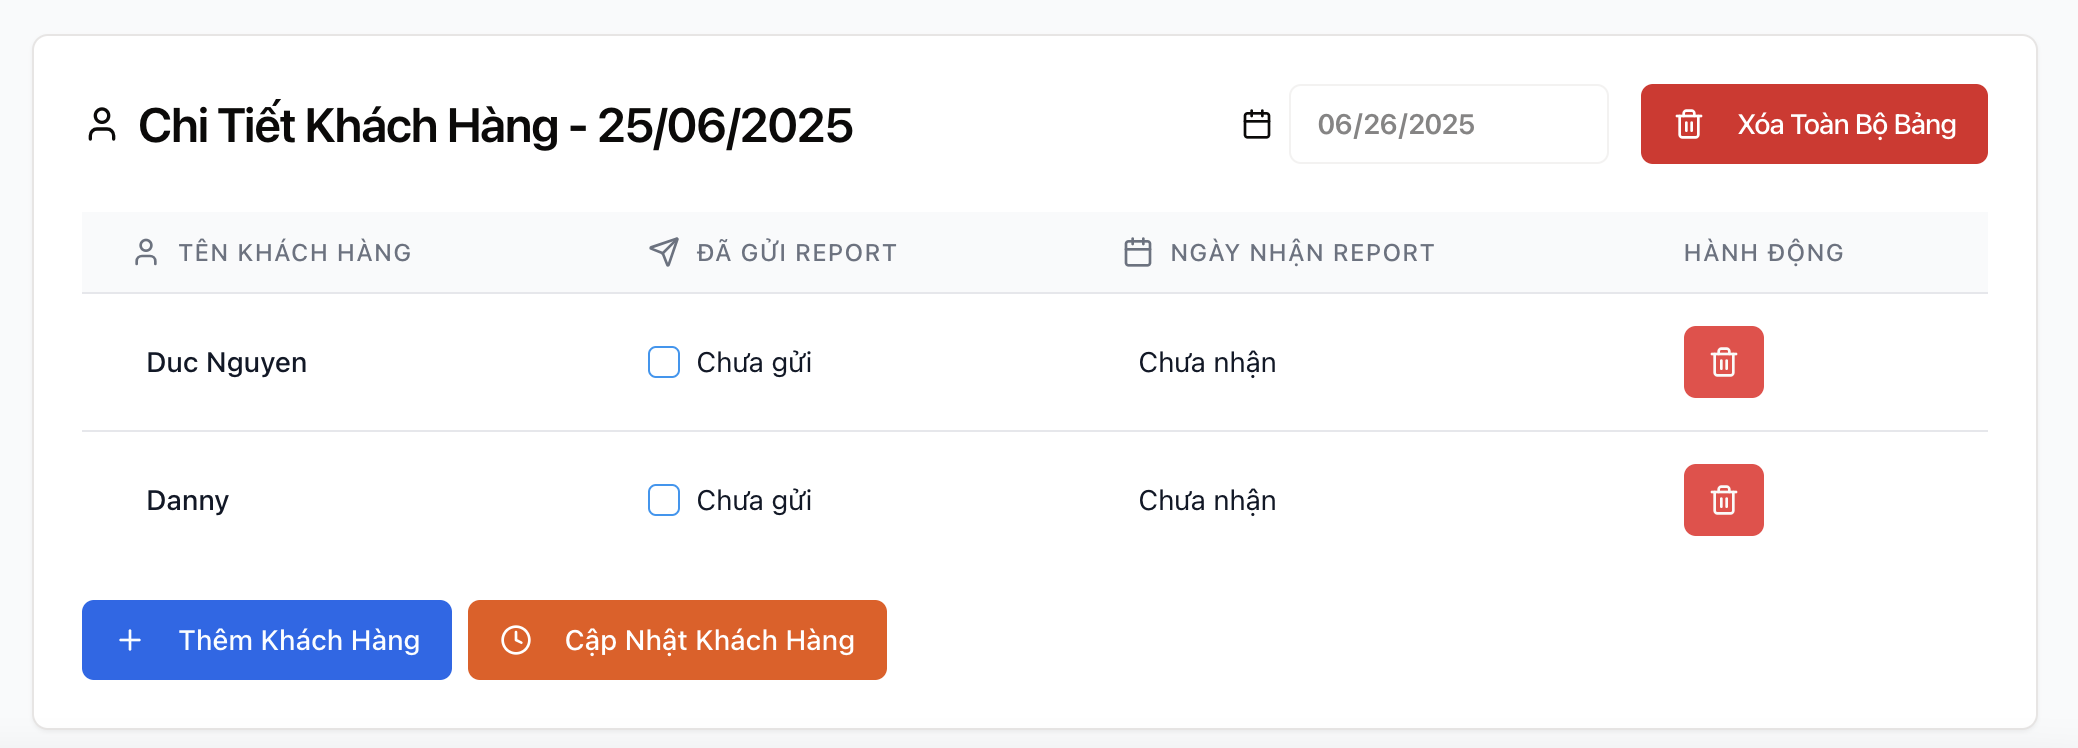 Chi Tiết Khách Hàng - 25/06/2025
06/26/2025
Xóa Toàn Bộ Bảng
TÊN KHÁCH HÀNG
ĐÃ GỬI REPORT
NGÀY NHẬN REPORT
HÀNH ĐỘNG
Duc Nguyen
Chưa gửi
Chưa nhận
Danny
Chưa gửi
Chưa nhận
Thêm Khách Hàng
Cập Nhật Khách Hàng